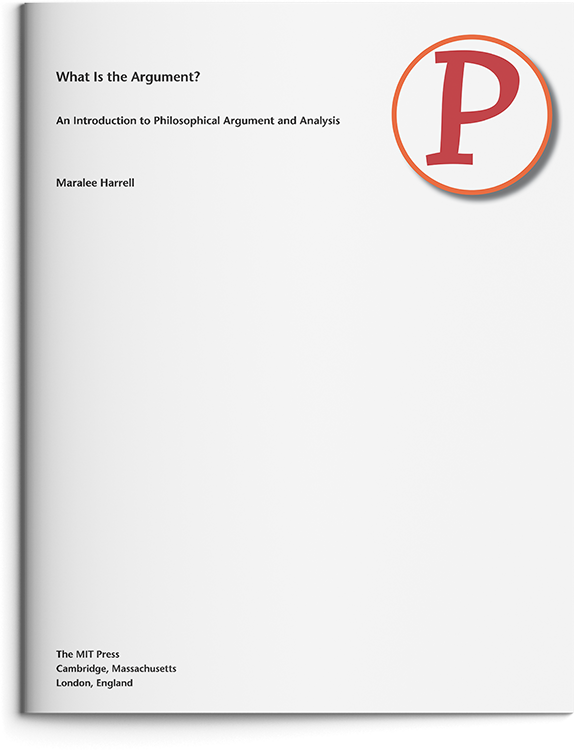 What Is the Argument?
An Introduction to Philosophical Argument and Analysis
Maralee Harrell
P
The MIT Press
Cambridge, Massachusetts
London, England